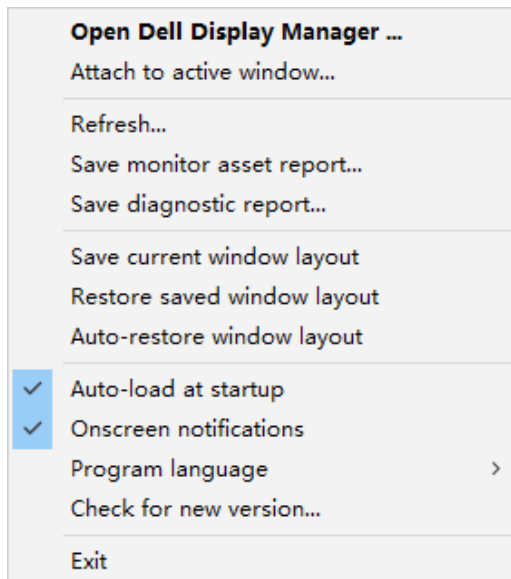 Open Dell Display Manager ...
Attach to active window...
Refresh...
Save monitor asset report...
Save diagnostic report...
Save current window layout
Restore saved window layout
Auto-restore window layout
Auto-load at startup
Onscreen notifications
Program language
Check for new version...
Exit